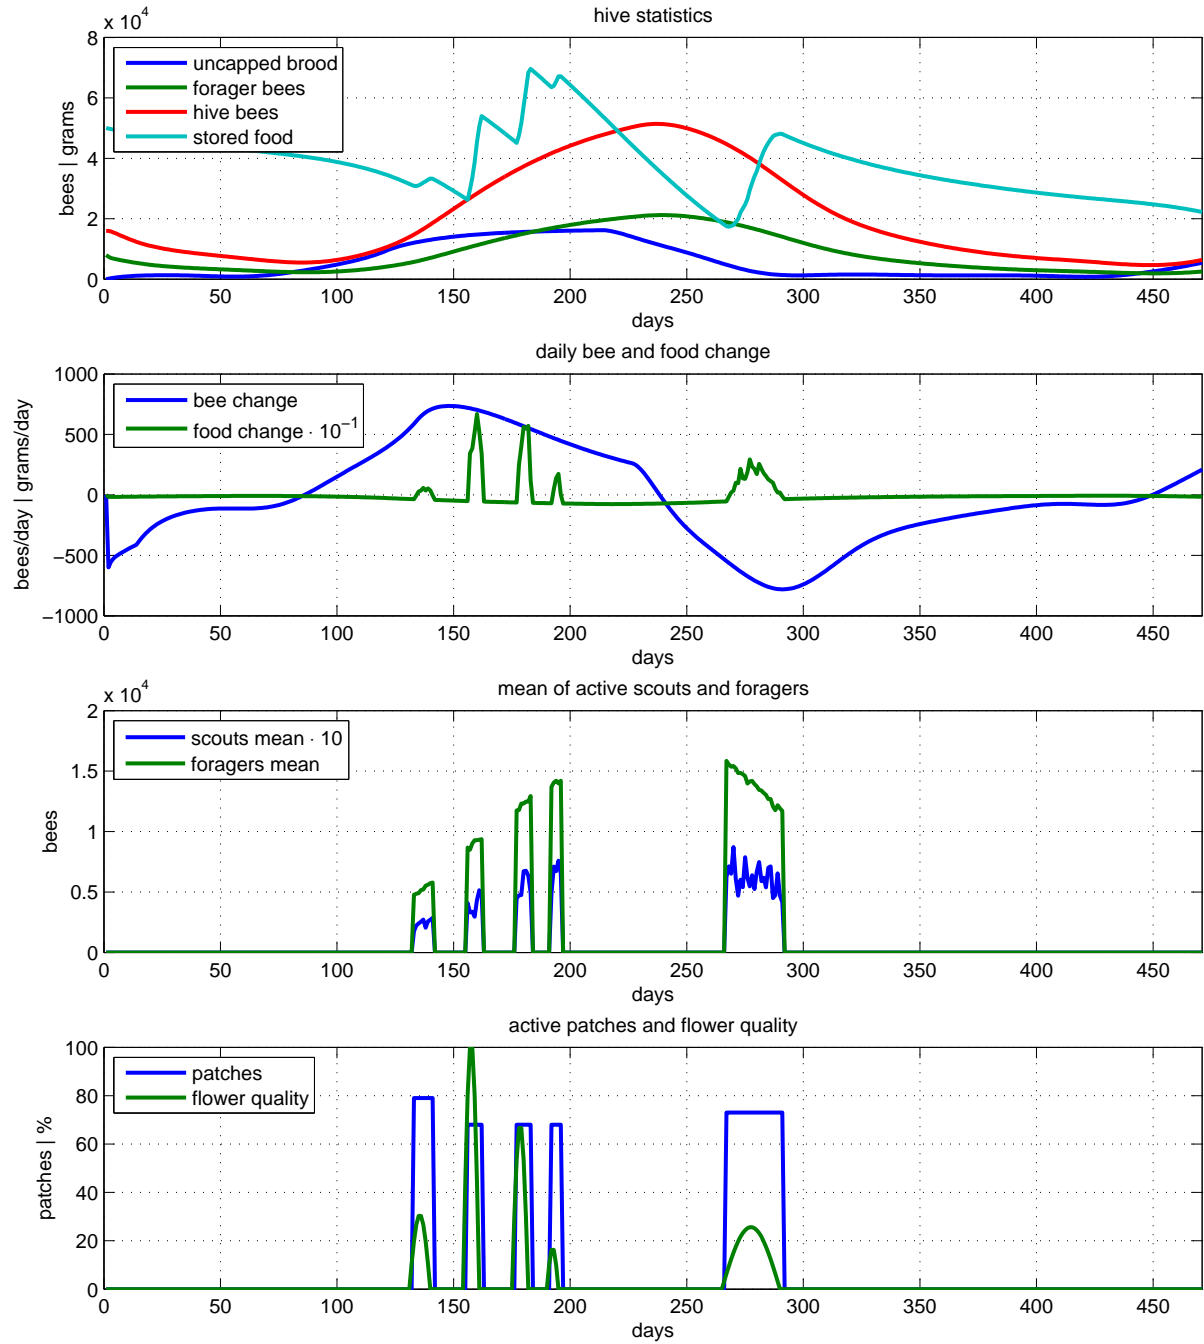 hive statistics
x 10^4
80
60
40
20
0
bees | grams
uncapped brood
forager bees
hive bees
stored food
0 50 100 150 200 250 300 350 400 450
days
daily bee and food change
1000
500
0
−500
−1000
bees/day | grams/day
bee change
food change · 10^−1
0 50 100 150 200 250 300 350 400 450
days
mean of active scouts and foragers
x 10^4
2
1.5
1
0.5
0
bees
scouts mean · 10
foragers mean
0 50 100 150 200 250 300 350 400 450
days
active patches and flower quality
100
80
60
40
20
0
patches | %
patches
flower quality
0 50 100 150 200 250 300 350 400 450
days